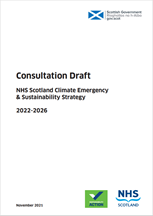 Scottish Government
Riaghaltas na h-Alba
gov.scot
Consultation Draft
NHS Scotland Climate Emergency
& Sustainability Strategy
2022-2026
November 2021
ACTION
NHS
SCOTLAND